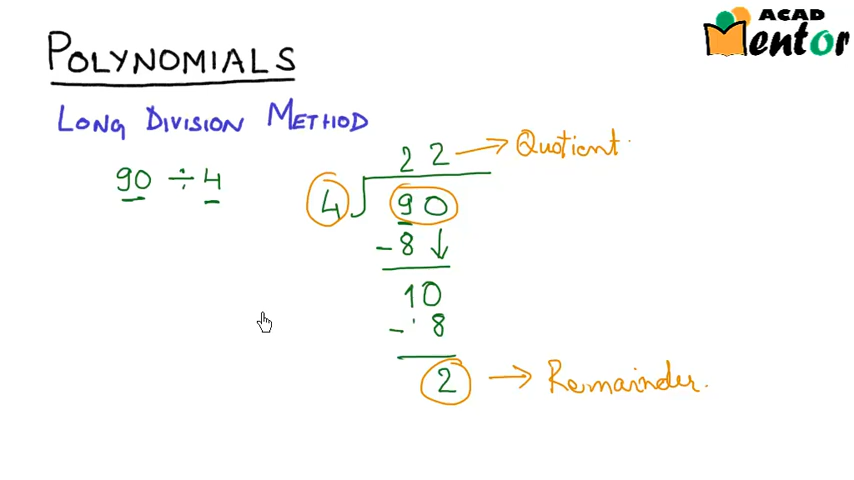 ACAD
Mentor
POLYNOMIALS
LONG DIVISION METHOD
90 ÷ 4
22 → Quotient.
4 90
-8 ↓
10
- 8
2 → Remainder.